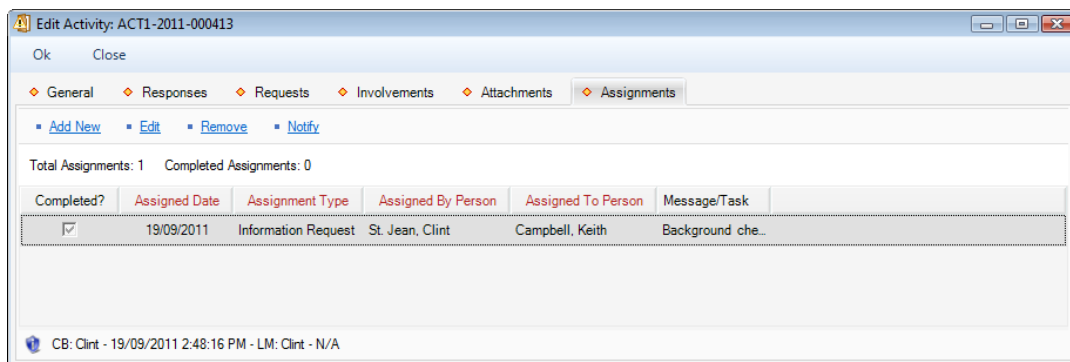 Edit Activity: ACT1-2011-000413
Ok Close
General Responses Requests Involvements Attachments Assignments
Add New Edit Remove Notify
Total Assignments: 1 Completed Assignments: 0
Completed? Assigned Date Assignment Type Assigned By Person Assigned To Person Message/Task
19/09/2011 Information Request St. Jean, Clint Campbell, Keith Background che...
CB: Clint - 19/09/2011 2:48:16 PM - LM: Clint - N/A